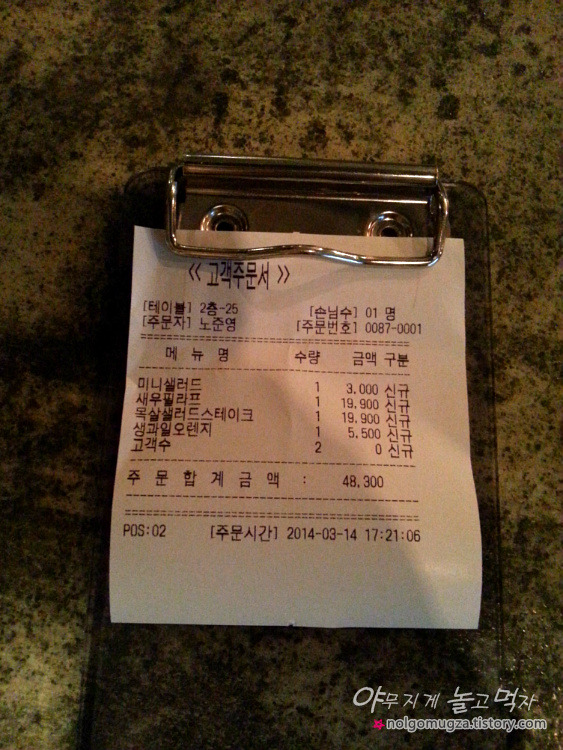 << 고객주문서 >>
[테이블] 2층-25 [손님수] 01 명
[주문자] 노준영 [주문번호] 0087-0001
메 뉴 명 수량 금액 구분
미니샐러드 1 3,000 신규
새우필라프 1 19,900 신규
목살샐러드스테이크 1 19,900 신규
생과일오렌지 1 5,500 신규
고객수 2 0 신규
주 문 합 계 금 액 : 48,300
POS:02 [주문시간] 2014-03-14 17:21:06
야무지게 놀고먹자
nolgomugza.tistory.com